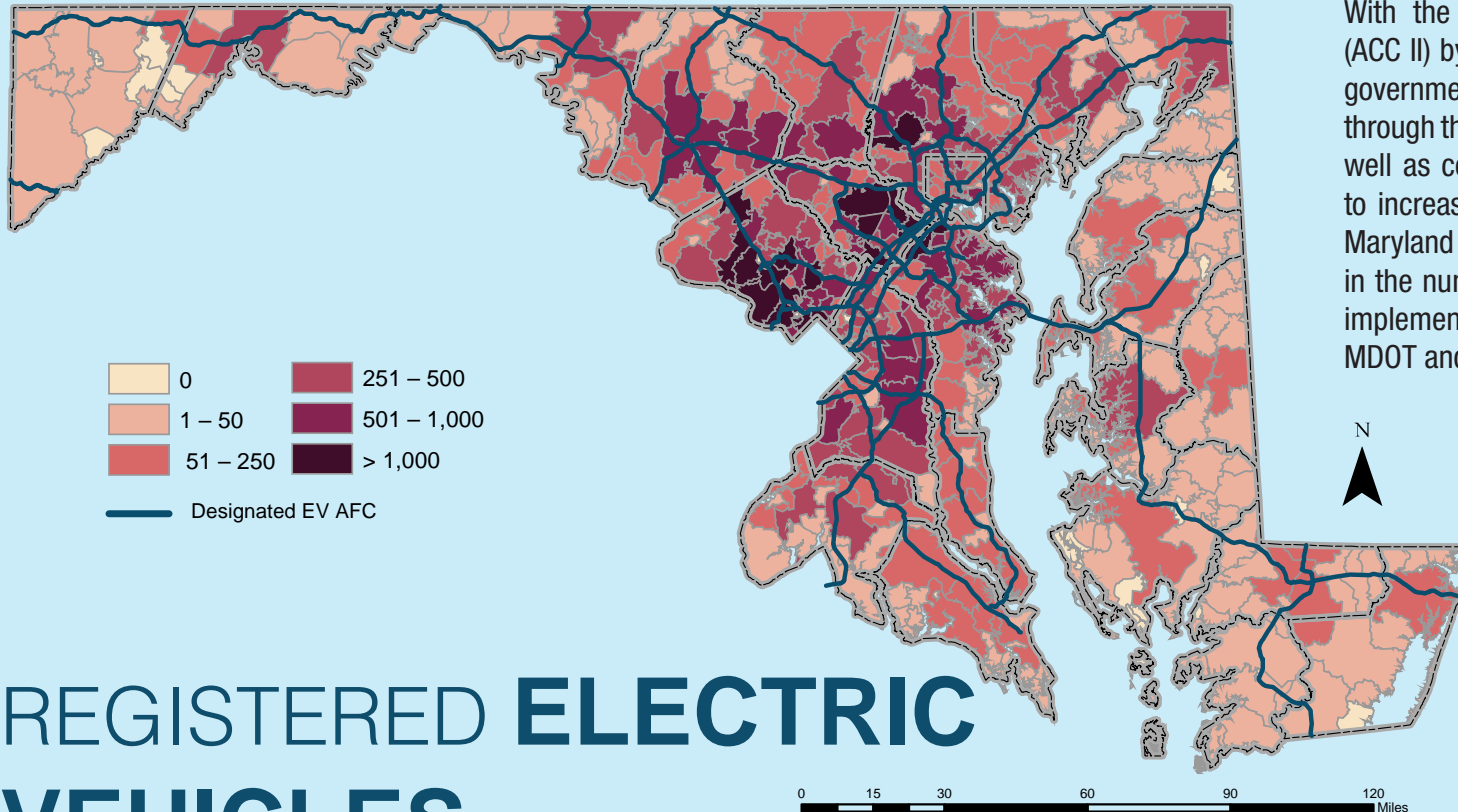 With the
(ACC II) by
governme
through th
well as co
to increas
Maryland
in the nur
implemen
MDOT and
0
1 – 50
51 – 250
251 – 500
501 – 1,000
> 1,000
Designated EV AFC
N
REGISTERED ELECTRIC
VEHICLES
0 15 30 60 90 120
Miles